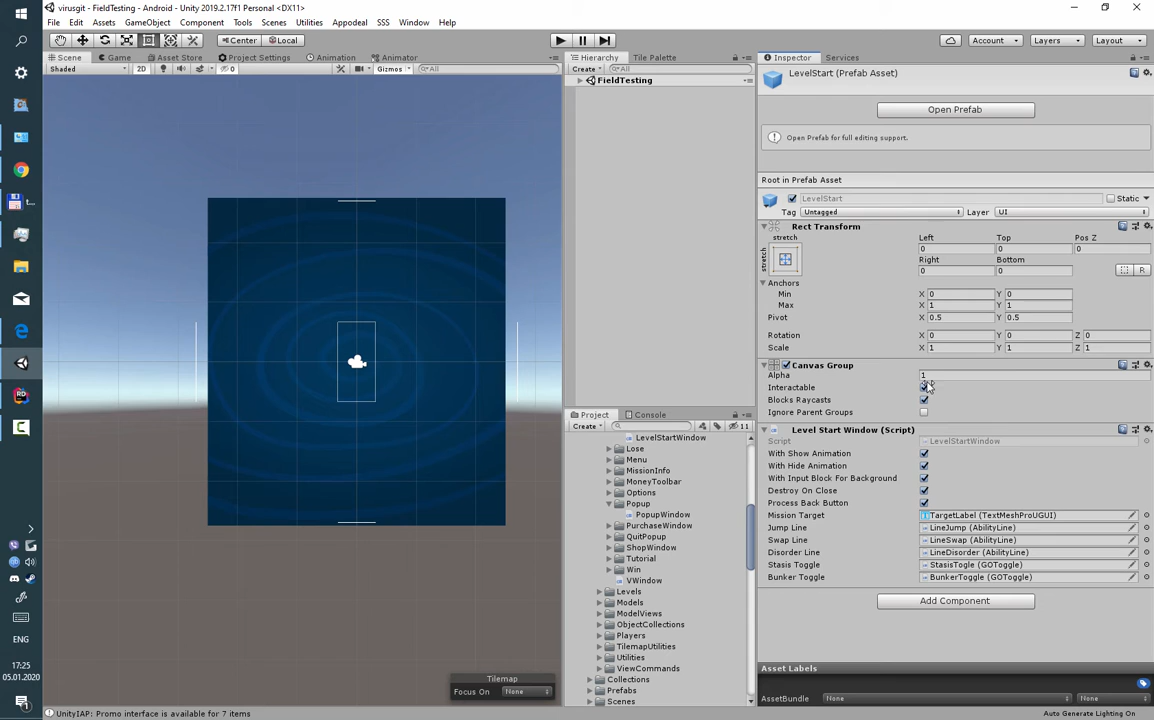 virusgit - FieldTesting - Android - Unity 2019.2.17f1 Personal <DX11>
File Edit Assets GameObject Component Tools Scenes Utilities Appodeal SSS Window Help
Center Local Account Layers Layout
Scene Game Asset Store Project Settings Animation Animator
Shaded 2D 0 Gizmos All
Hierarchy Tile Palette
Create All
FieldTesting
Inspector Services
LevelStart (Prefab Asset)
Open Prefab
Open Prefab for full editing support.
Root in Prefab Asset
LevelStart Static
Tag Untagged Layer UI
Rect Transform
stretch Left Top Pos Z
stretch 0 0 0
Right Bottom
0 0 R
Anchors
Min X 0 Y 0
Max X 1 Y 1
Pivot X 0.5 Y 0.5
Rotation X 0 Y 0 Z 0
Scale X 1 Y 1 Z 1
Canvas Group
Alpha 1
Interactable
Blocks Raycasts
Ignore Parent Groups
Level Start Window (Script)
Script LevelStartWindow
With Show Animation
With Hide Animation
With Input Block For Background
Destroy On Close
Process Back Button
Mission Target TargetLabel (TextMeshProUGUI)
Jump Line LineJump (AbilityLine)
Swap Line LineSwap (AbilityLine)
Disorder Line LineDisorder (AbilityLine)
Stasis Toggle StasisTogle (GOToggle)
Bunker Toggle BunkerToggle (GOToggle)
Add Component
Asset Labels
AssetBundle None None
Auto Generate Lighting On
Project Console
Create 11
LevelStartWindow
Lose
Menu
MissionInfo
MoneyToolbar
Options
Popup
PopupWindow
PurchaseWindow
QuitPopup
ShopWindow
Tutorial
Win
VWindow
Levels
Models
ModelViews
ObjectCollections
Players
TilemapUtilities
Utilities
ViewCommands
Collections
Prefabs
Scenes
Tilemap
Focus On None
UnityIAP: Promo interface is available for 7 items
t...
ENG
17:25
05.01.2020
1